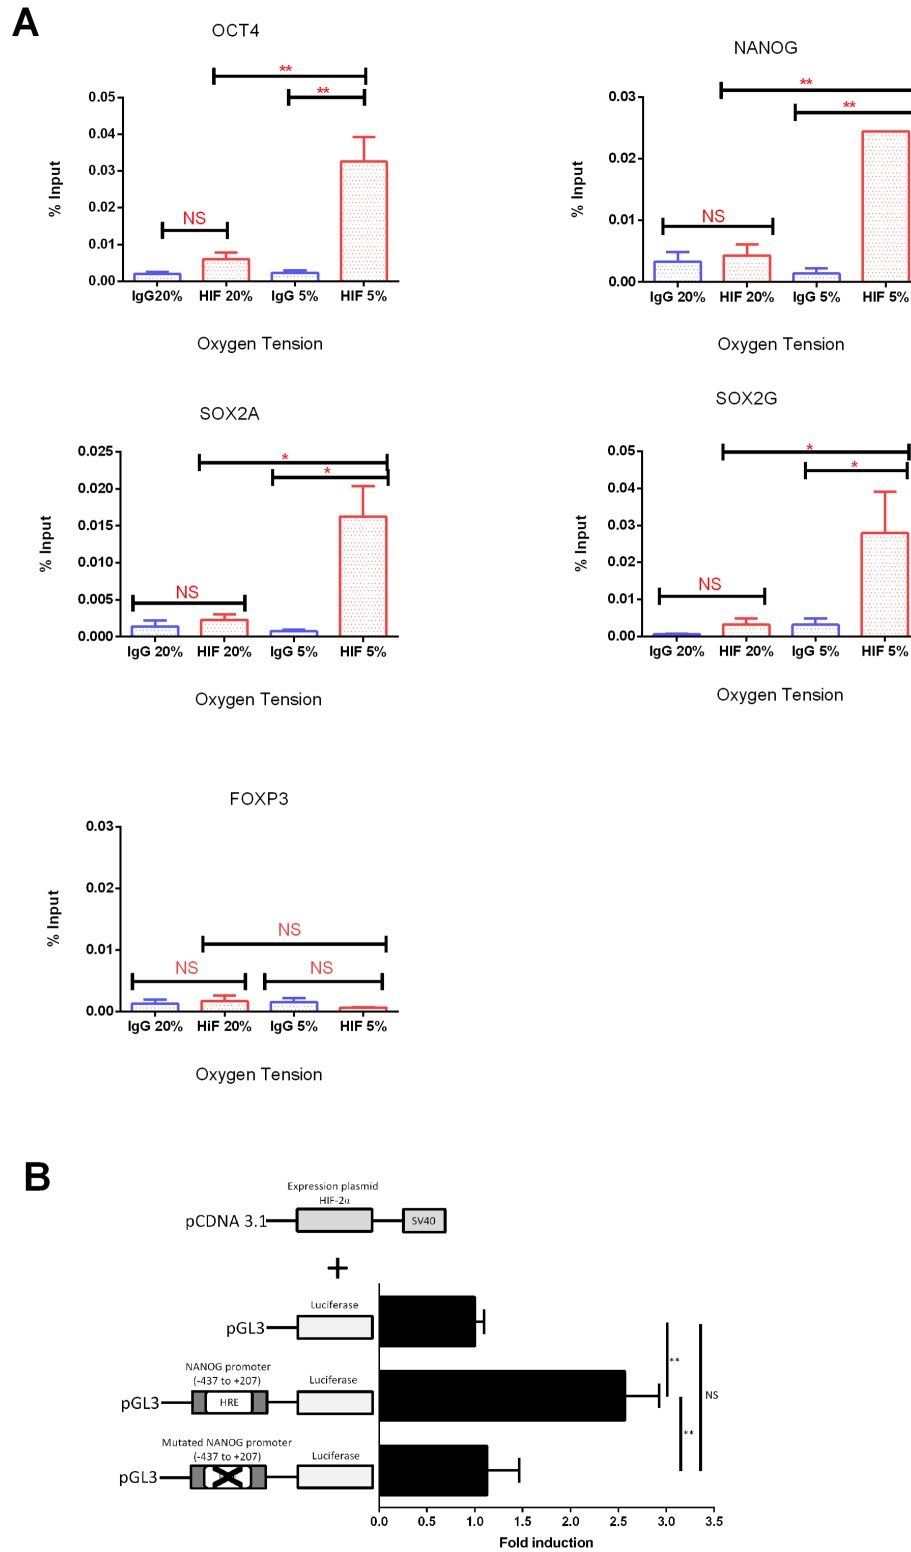 A
OCT4
**
**
NS
0.05
0.04
0.03
0.02
0.01
0.00
% Input
IgG20% HIF 20% IgG 5% HIF 5%
Oxygen Tension
NANOG
**
**
NS
0.03
0.02
0.01
0.00
% Input
IgG 20% HIF 20% IgG 5% HIF 5%
Oxygen Tension
SOX2A
*
*
NS
0.025
0.020
0.015
0.010
0.005
0.000
% Input
IgG 20% HIF 20% IgG 5% HIF 5%
Oxygen Tension
SOX2G
*
*
NS
0.05
0.04
0.03
0.02
0.01
0.00
% Input
IgG 20% HIF 20% IgG 5% HIF 5%
Oxygen Tension
FOXP3
NS
NS NS
0.03
0.02
0.01
0.00
% Input
IgG 20% HiF 20% IgG 5% HIF 5%
Oxygen Tension
B
Expression plasmid
HIF-2α
pCDNA 3.1 SV40
+
Luciferase
pGL3
NANOG promoter
(-437 to +207)
Luciferase
pGL3 HRE
Mutated NANOG promoter
(-437 to +207)
Luciferase
pGL3
**
NS
**
0.0 0.5 1.0 1.5 2.0 2.5 3.0 3.5
Fold induction